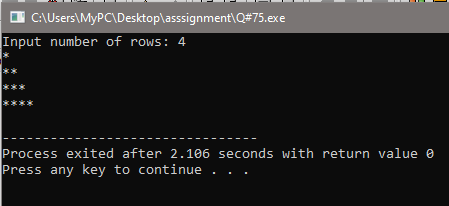 C:\Users\MyPC\Desktop\asssignment\Q#75.exe
Input number of rows: 4
*
**
***
****
--------------------------------
Process exited after 2.106 seconds with return value 0
Press any key to continue . . .